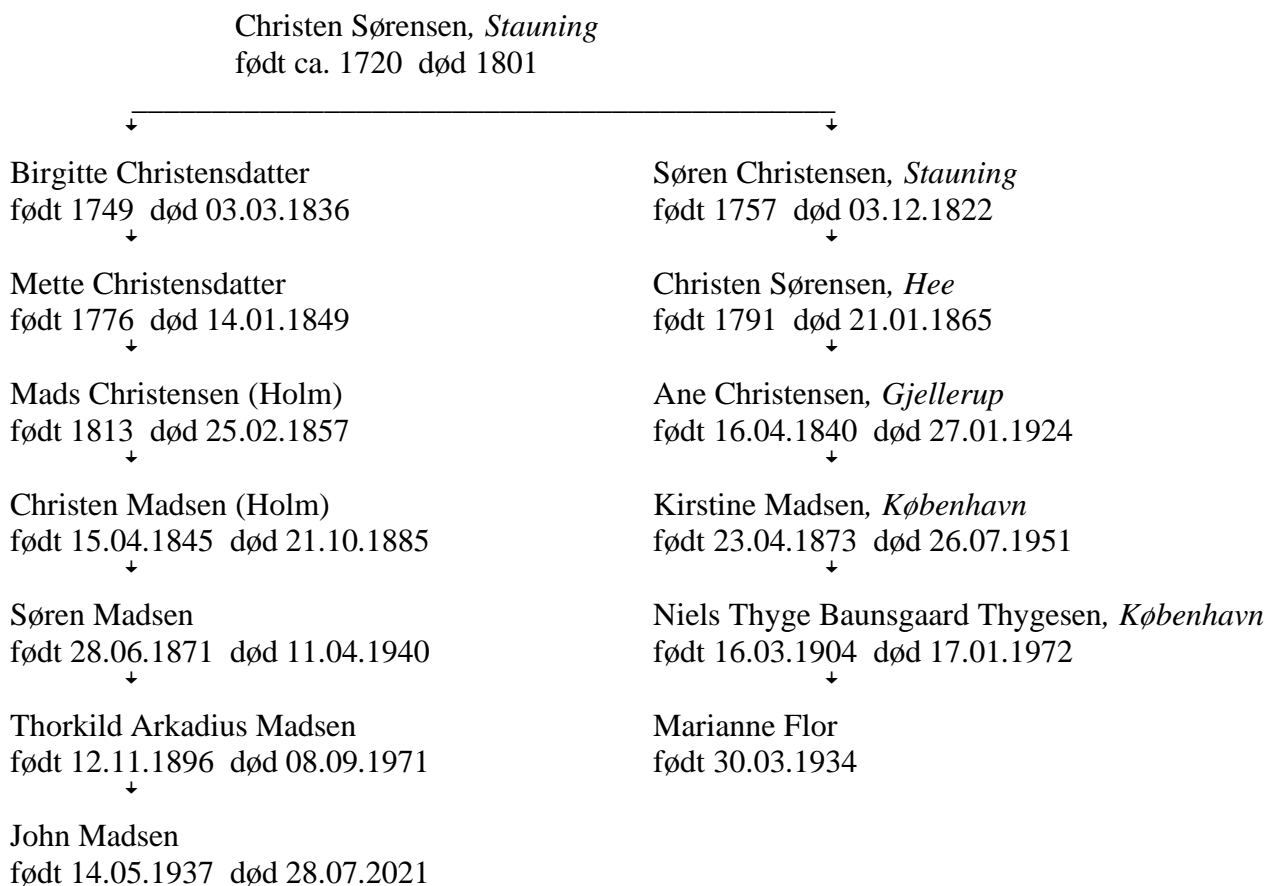 Christen Sørensen, Stauning
født ca. 1720 død 1801
Birgitte Christensdatter
født 1749 død 03.03.1836
Mette Christensdatter
født 1776 død 14.01.1849
Mads Christensen (Holm)
født 1813 død 25.02.1857
Christen Madsen (Holm)
født 15.04.1845 død 21.10.1885
Søren Madsen
født 28.06.1871 død 11.04.1940
Thorkild Arkadius Madsen
født 12.11.1896 død 08.09.1971
John Madsen
født 14.05.1937 død 28.07.2021
Søren Christensen, Stauning
født 1757 død 03.12.1822
Christen Sørensen, Hee
født 1791 død 21.01.1865
Ane Christensen, Gjellerup
født 16.04.1840 død 27.01.1924
Kirstine Madsen, København
født 23.04.1873 død 26.07.1951
Niels Thyge Baunsgaard Thygesen, København
født 16.03.1904 død 17.01.1972
Marianne Flor
født 30.03.1934